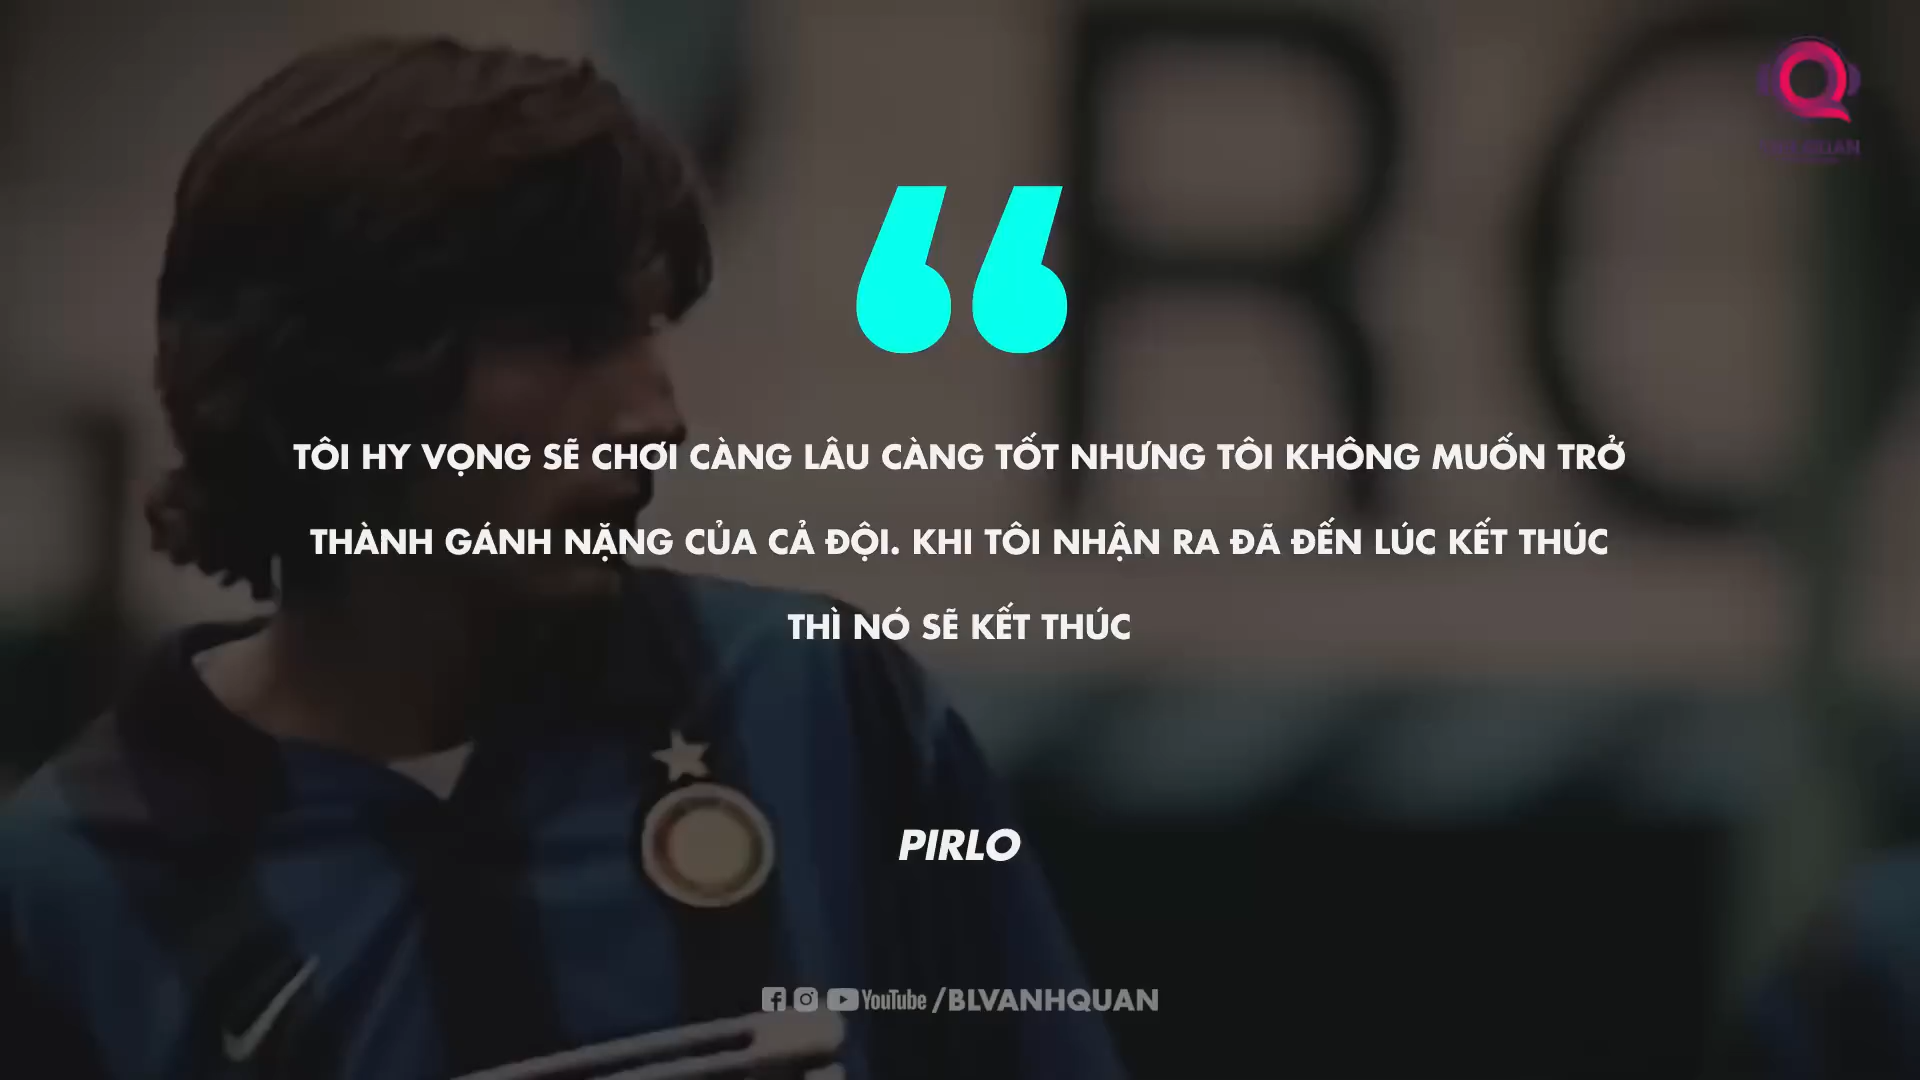 TÔI HY VỌNG SẼ CHƠI CÀNG LÂU CÀNG TỐT NHƯNG TÔI KHÔNG MUỐN TRỞ
THÀNH GÁNH NẶNG CỦA CẢ ĐỘI. KHI TÔI NHẬN RA ĐÃ ĐẾN LÚC KẾT THÚC
THÌ NÓ SẼ KẾT THÚC
PIRLO
YouTube /BLVANHQUAN